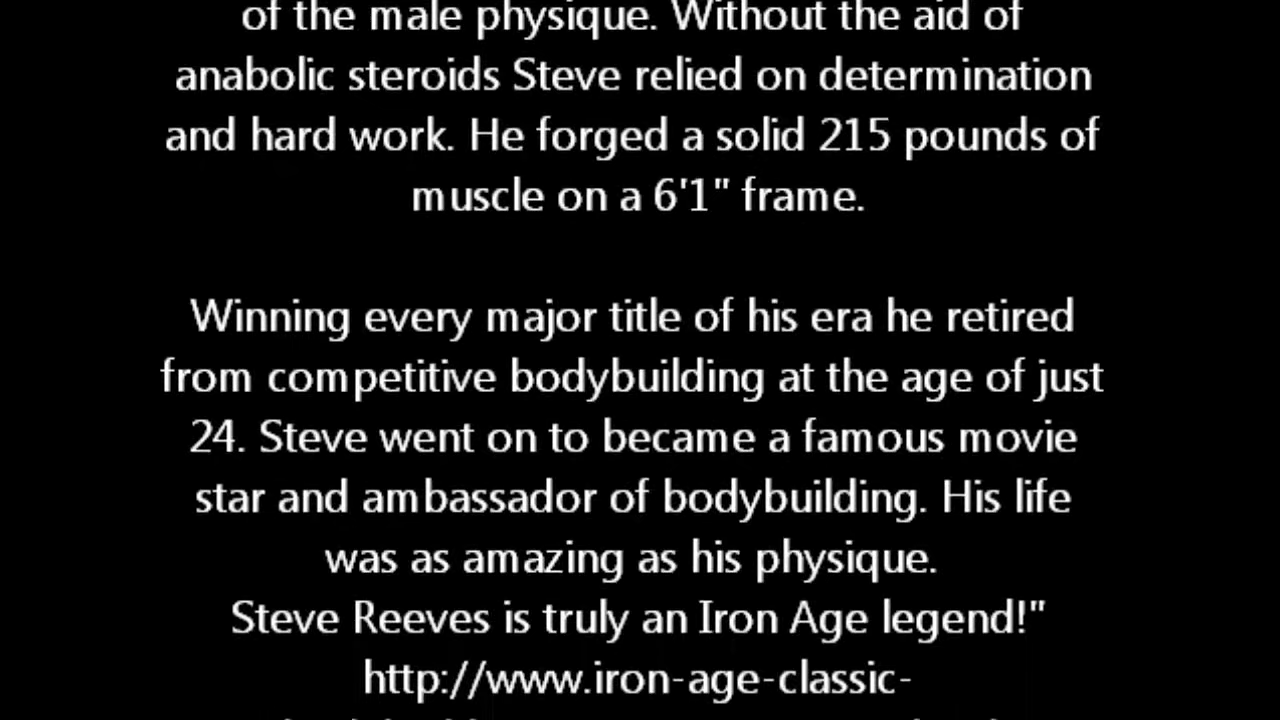 of the male physique. Without the aid of
anabolic steroids Steve relied on determination
and hard work. He forged a solid 215 pounds of
muscle on a 6'1" frame.
Winning every major title of his era he retired
from competitive bodybuilding at the age of just
24. Steve went on to became a famous movie
star and ambassador of bodybuilding. His life
was as amazing as his physique.
Steve Reeves is truly an Iron Age legend!"
http://www.iron-age-classic-